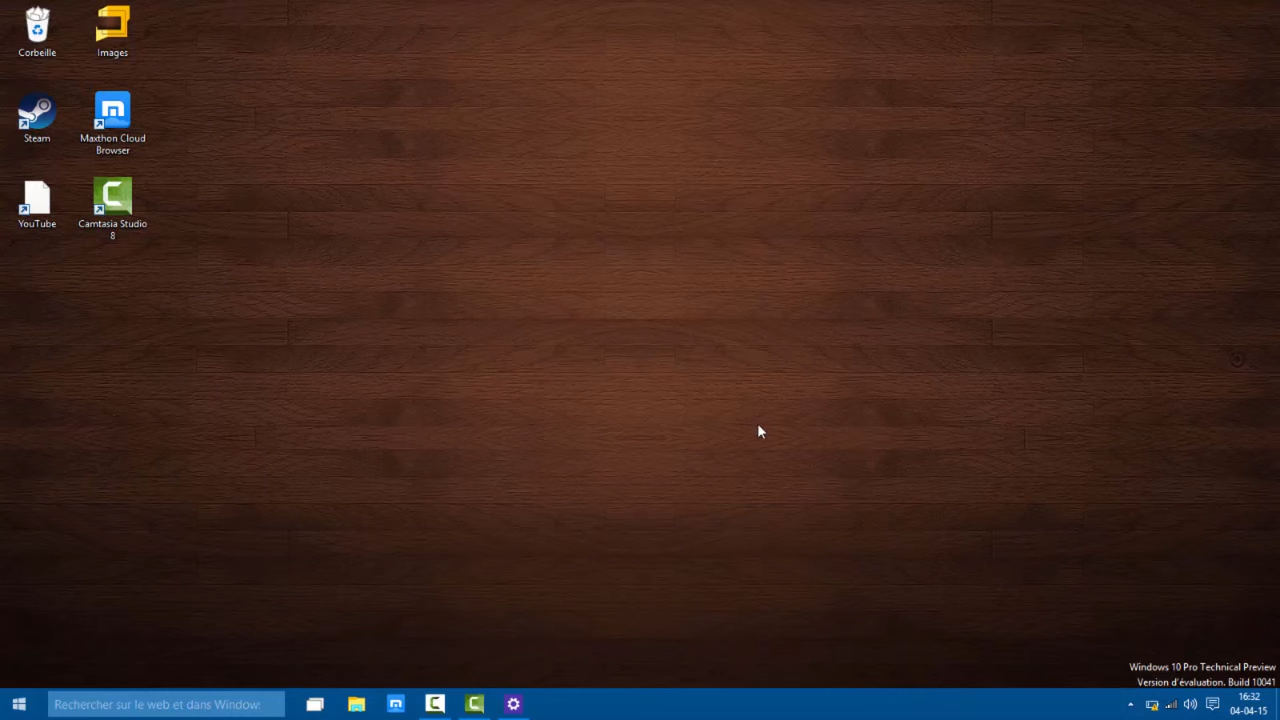 Corbeille
Images
Steam
Maxthon Cloud
Browser
YouTube
Camtasia Studio
8
Windows 10 Pro Technical Preview
Version d'évaluation. Build 10041
Rechercher sur le web et dans Windows
16:32
04-04-15